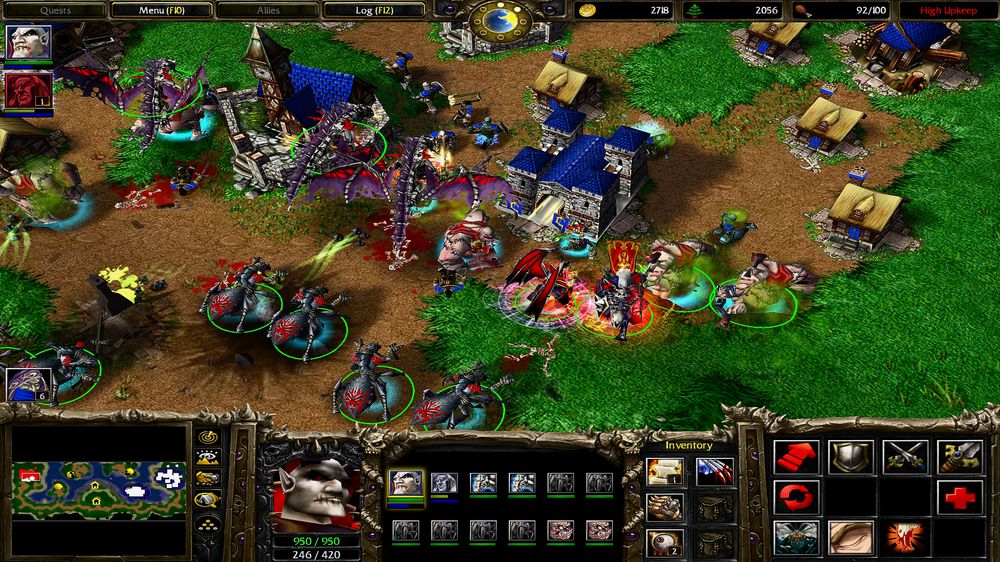 Quests Menu (F10) Allies Log (F12) 2718 2056 92/100 High Upkeep
1
6
Inventory
1
950 / 950
246 / 420
2